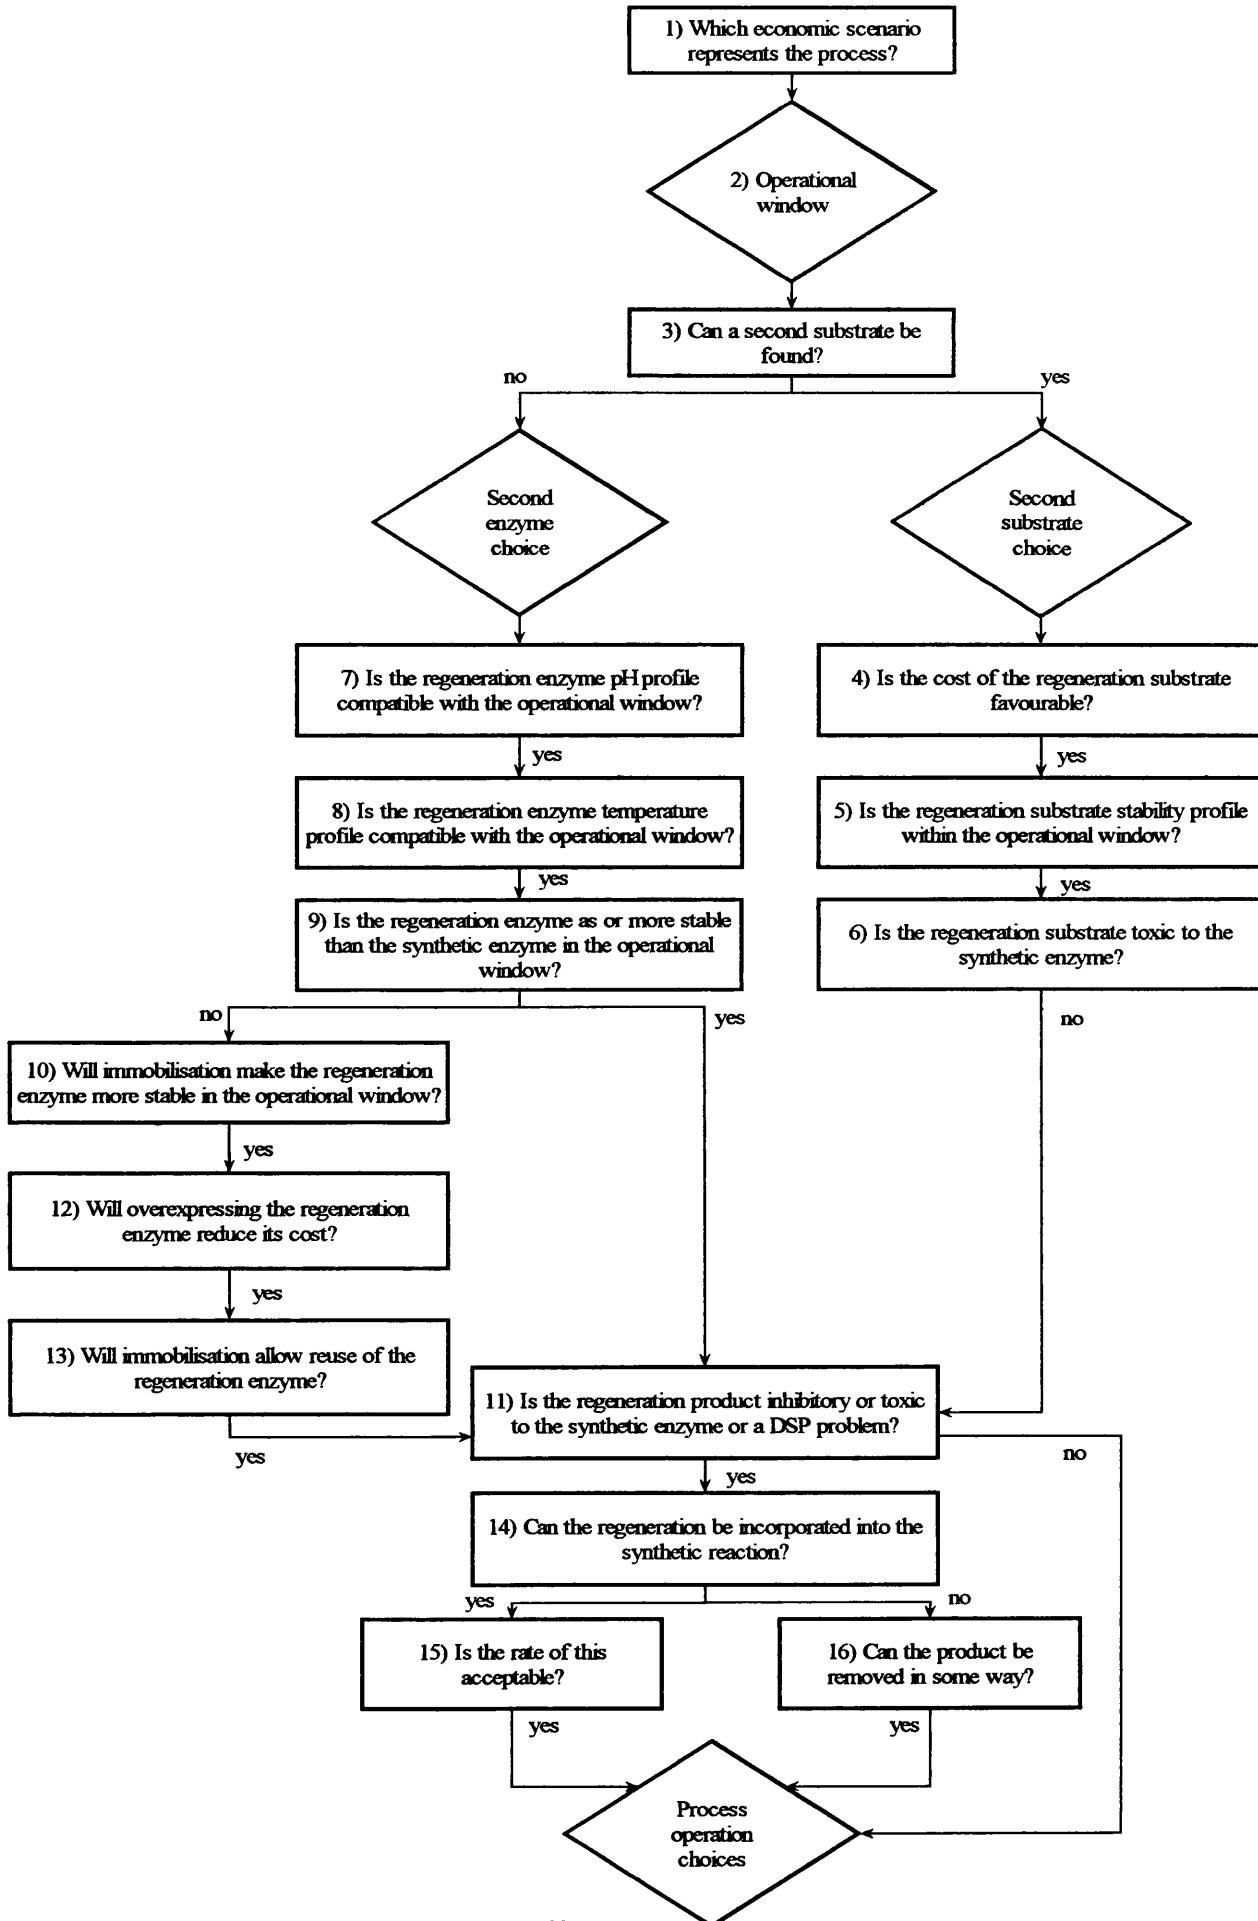 1) Which economic scenario
represents the process?
2) Operational
window
3) Can a second substrate be
found?
no
yes
Second
enzyme
choice
Second
substrate
choice
7) Is the regeneration enzyme pH profile
compatible with the operational window?
4) Is the cost of the regeneration substrate
favourable?
yes
yes
8) Is the regeneration enzyme temperature
profile compatible with the operational window?
5) Is the regeneration substrate stability profile
within the operational window?
yes
yes
9) Is the regeneration enzyme as or more stable
than the synthetic enzyme in the operational
window?
6) Is the regeneration substrate toxic to the
synthetic enzyme?
no
yes
no
10) Will immobilisation make the regeneration
enzyme more stable in the operational window?
yes
12) Will overexpressing the regeneration
enzyme reduce its cost?
yes
13) Will immobilisation allow reuse of the
regeneration enzyme?
yes
11) Is the regeneration product inhibitory or toxic
to the synthetic enzyme or a DSP problem?
no
yes
14) Can the regeneration be incorporated into the
synthetic reaction?
yes
no
15) Is the rate of this
acceptable?
16) Can the product be
removed in some way?
yes
yes
Process
operation
choices